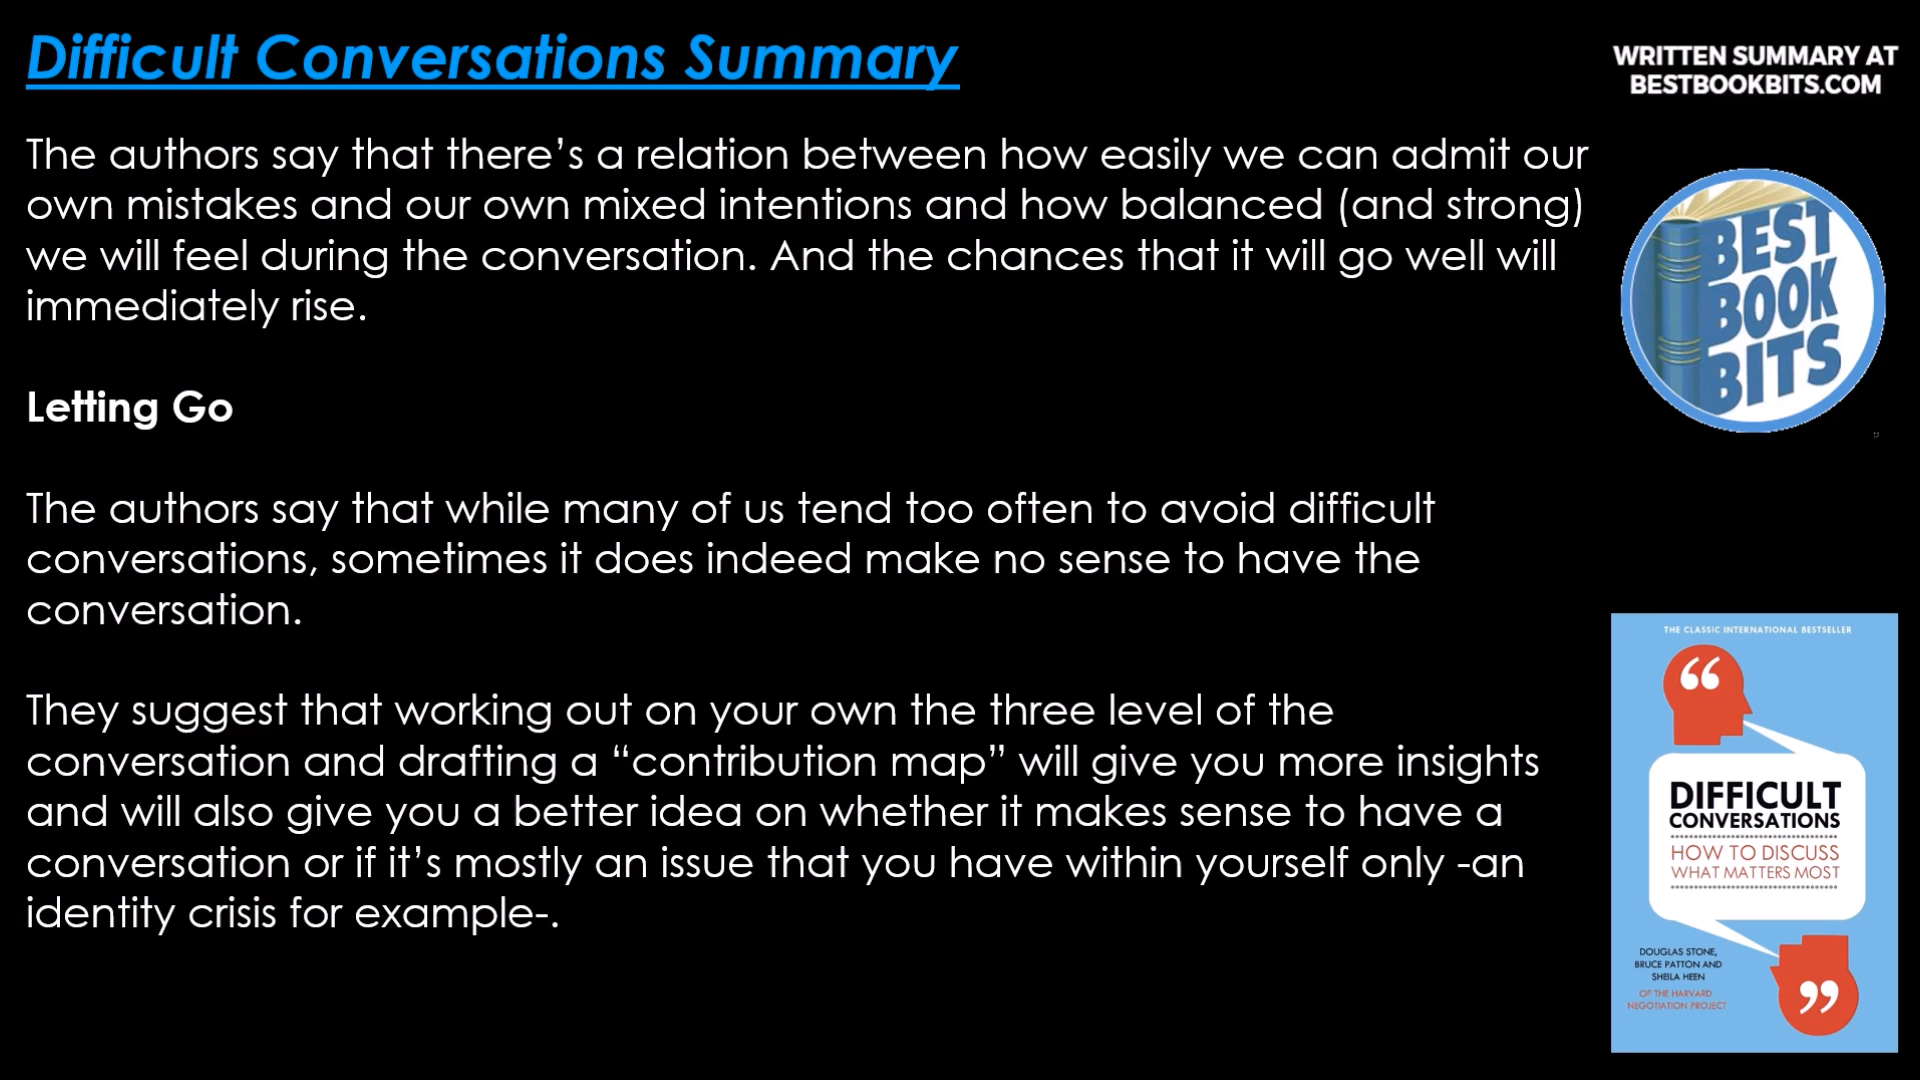 Difficult Conversations Summary
WRITTEN SUMMARY AT
BESTBOOKBITS.COM
The authors say that there’s a relation between how easily we can admit our
own mistakes and our own mixed intentions and how balanced (and strong)
we will feel during the conversation. And the chances that it will go well will
immediately rise.
Letting Go
The authors say that while many of us tend too often to avoid difficult
conversations, sometimes it does indeed make no sense to have the
conversation.
They suggest that working out on your own the three level of the
conversation and drafting a “contribution map” will give you more insights
and will also give you a better idea on whether it makes sense to have a
conversation or if it’s mostly an issue that you have within yourself only -an
identity crisis for example-.
BEST
BOOK
BITS
THE CLASSIC INTERNATIONAL BESTSELLER
“
DIFFICULT
CONVERSATIONS
HOW TO DISCUSS
WHAT MATTERS MOST
DOUGLAS STONE,
BRUCE PATTON AND
SHEILA HEEN
OF THE HARVARD
NEGOTIATION PROJECT
”